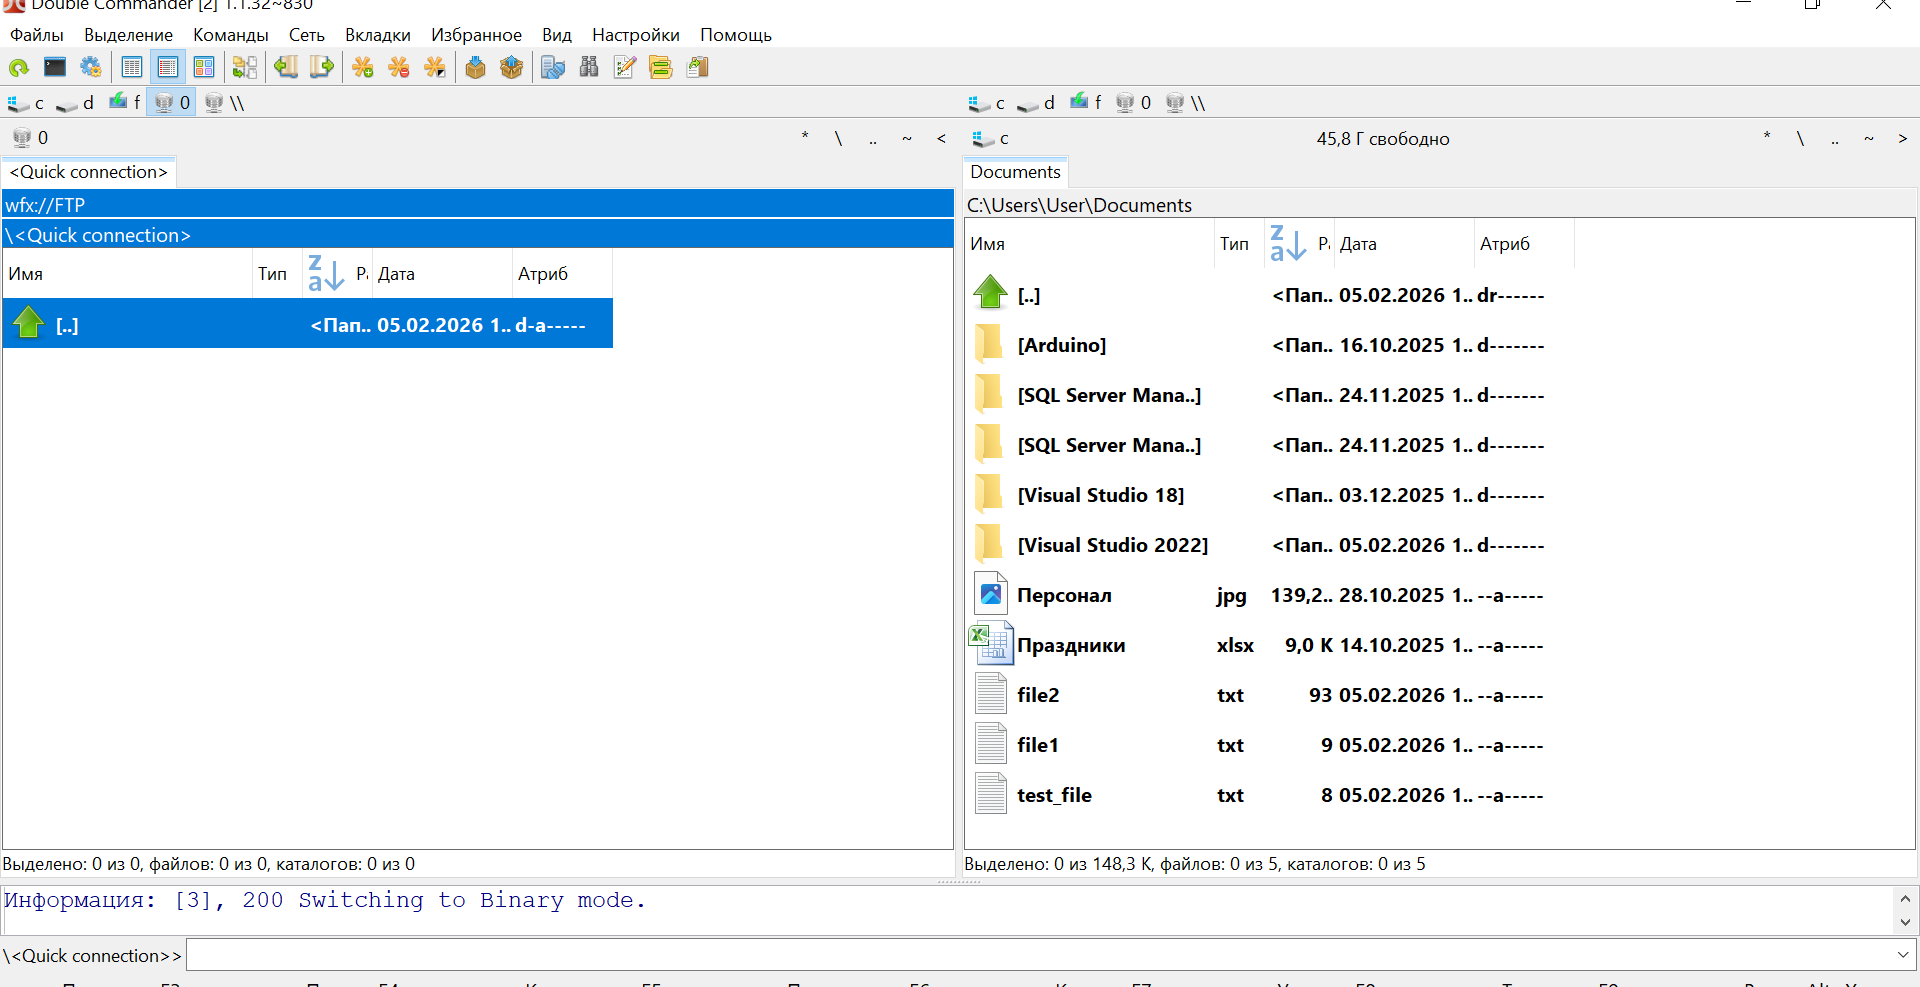 Double Commander [2] 1.1.32~830
Файлы Выделение Команды Сеть Вкладки Избранное Вид Настройки Помощь
c d f 0 \\ c d f 0 \\
0 * \ .. ~ < c 45,8 Г свободно * \ .. ~ >
<Quick connection> Documents
wfx://FTP C:\Users\User\Documents
\<Quick connection>
Имя Тип Дата Атриб
[..] <Пап.. 05.02.2026 1.. d-a-----
Имя Тип Дата Атриб
[..] <Пап.. 05.02.2026 1.. dr------
[Arduino] <Пап.. 16.10.2025 1.. d-------
[SQL Server Mana..] <Пап.. 24.11.2025 1.. d-------
[SQL Server Mana..] <Пап.. 24.11.2025 1.. d-------
[Visual Studio 18] <Пап.. 03.12.2025 1.. d-------
[Visual Studio 2022] <Пап.. 05.02.2026 1.. d-------
Персонал jpg 139,2.. 28.10.2025 1.. --a-----
Праздники xlsx 9,0 K 14.10.2025 1.. --a-----
file2 txt 93 05.02.2026 1.. --a-----
file1 txt 9 05.02.2026 1.. --a-----
test_file txt 8 05.02.2026 1.. --a-----
Выделено: 0 из 0, файлов: 0 из 0, каталогов: 0 из 0
Выделено: 0 из 148,3 K, файлов: 0 из 5, каталогов: 0 из 5
Информация: [3], 200 Switching to Binary mode.
\<Quick connection>>